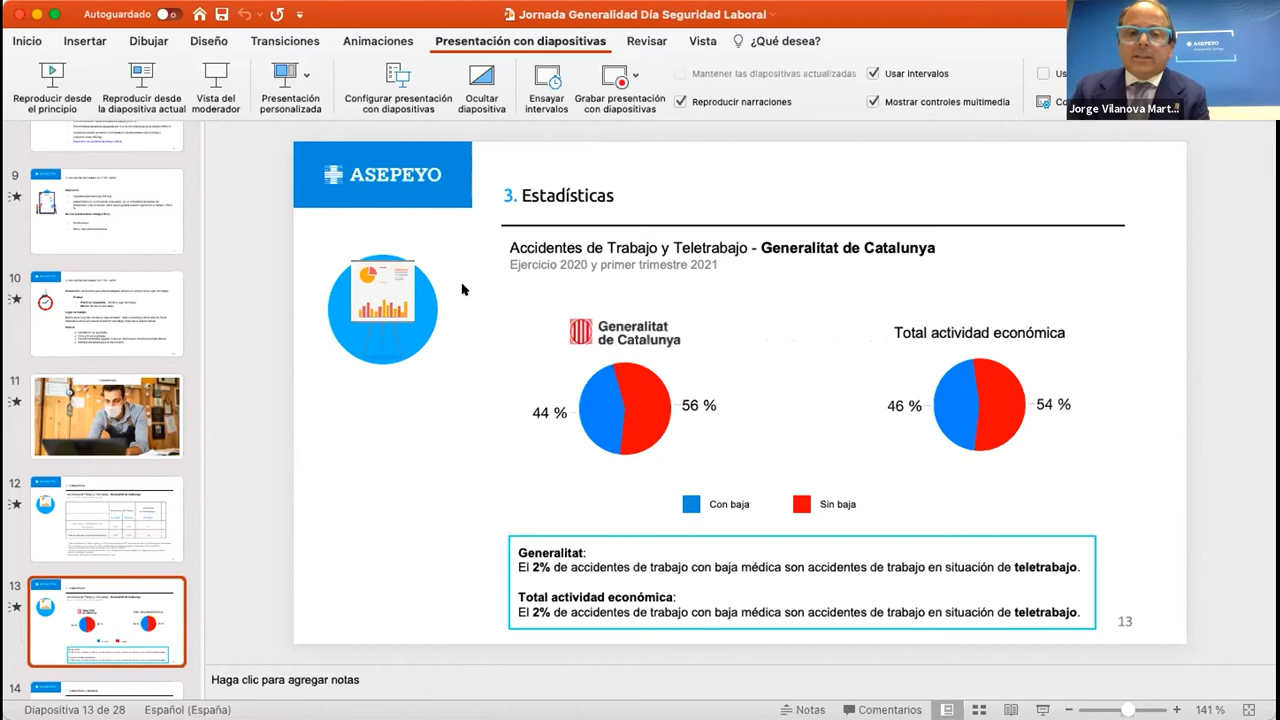 Autoguardado
Jornada Generalidad Día Seguridad Laboral
Inicio
Insertar
Dibujar
Diseño
Transiciones
Animaciones
Presentación con diapositivas
Revisar
Vista
¿Qué desea?
Reproducir desde el principio
Reproducir desde la diapositiva actual
Vista del moderador
Presentación personalizada
Configurar presentación con diapositivas
Ocultar diapositiva
Ensayar intervalos
Grabar presentación con diapositivas
Mantener las diapositivas actualizadas
Reproducir narraciones
Usar intervalos
Mostrar controles multimedia
ASEPEYO
Jorge Vilanova Mart...
9
10
11
12
13
14
ASEPEYO
3. Estadísticas
Accidentes de Trabajo y Teletrabajo - Generalitat de Catalunya
Ejercicio 2020 y primer trimestre 2021
Generalitat
de Catalunya
Total actividad económica
44 %
56 %
46 %
54 %
Con baja
Sin baja
Generalitat:
El 2% de accidentes de trabajo con baja médica son accidentes de trabajo en situación de teletrabajo.
Total actividad económica:
El 2% de accidentes de trabajo con baja médica son accidentes de trabajo en situación de teletrabajo.
13
Haga clic para agregar notas
Diapositiva 13 de 28
Español (España)
Notas
Comentarios
141 %